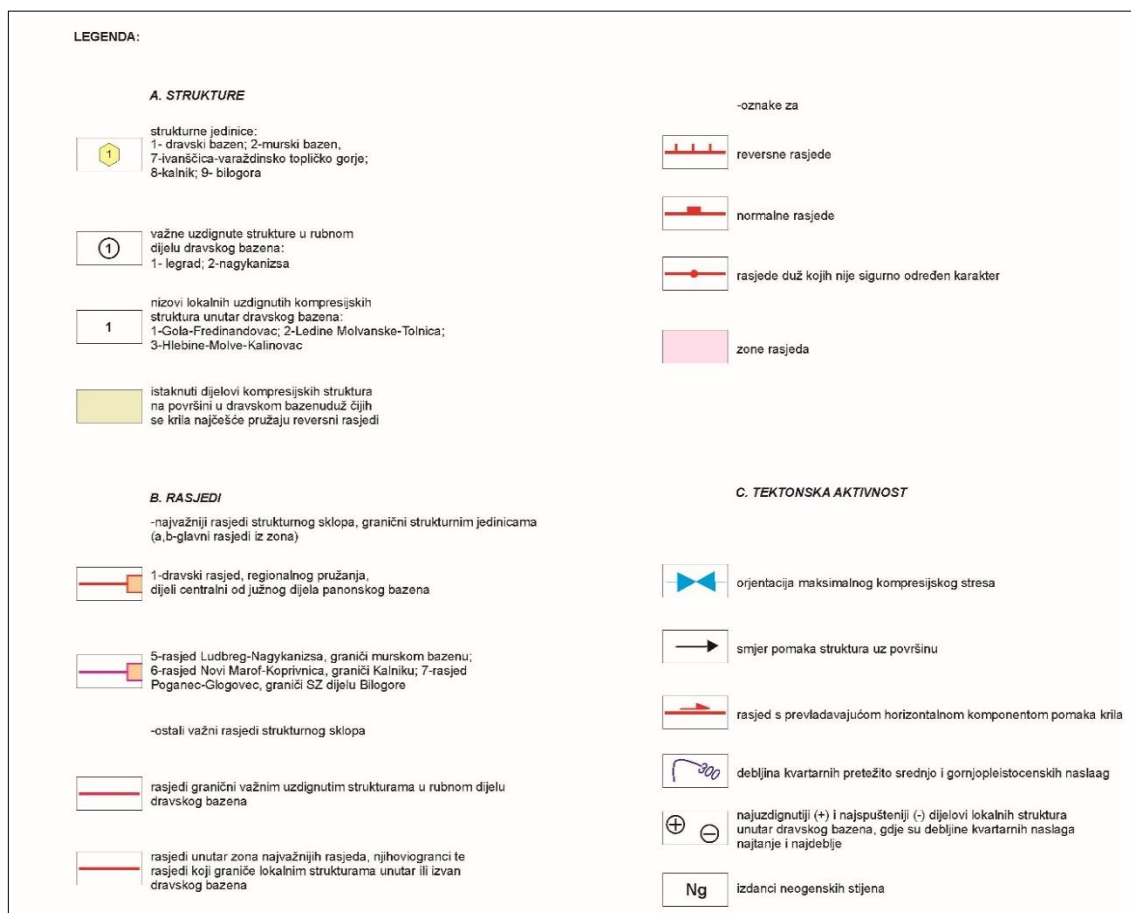 LEGENDA:
A. STRUKTURE
1
strukturne jedinice:
1- dravski bazen; 2-murski bazen,
7-ivanščica-varaždinsko topličko gorje;
8-kalnik; 9- bilogora
1
važne uzdignute strukture u rubnom
dijelu dravskog bazena:
1- legrad; 2-nagykanizsa
1
nizovi lokalnih uzdignutih kompresijskih
struktura unutar dravskog bazena:
1-Gola-Fredinandovac; 2-Ledine Molvanske-Tolnica;
3-Hlebine-Molve-Kalinovac
istaknuti dijelovi kompresijskih struktura
na površini u dravskom bazenuduž čijih
se krila najčešće pružaju reversni rasjedi
B. RASJEDI
-najvažniji rasjedi strukturnog sklopa, granični strukturnim jedinicama
(a,b-glavni rasjedi iz zona)
1-dravski rasjed, regionalnog pružanja,
dijeli centralni od južnog dijela panonskog bazena
5-rasjed Ludbreg-Nagykanizsa, graniči murskom bazenu;
6-rasjed Novi Marof-Koprivnica, graniči Kalniku; 7-rasjed
Poganec-Glogovec, graniči SZ dijelu Bilogore
-ostali važni rasjedi strukturnog sklopa
rasjedi granični važnim uzdignutim strukturama u rubnom dijelu
dravskog bazena
rasjedi unutar zona najvažnijih rasjeda, njihoviogranci te
rasjedi koji graniče lokalnim strukturama unutar ili izvan
dravskog bazena
-oznake za
reversne rasjede
normalne rasjede
rasjede duž kojih nije sigurno određen karakter
zone rasjeda
C. TEKTONSKA AKTIVNOST
orjentacija maksimalnog kompresijskog stresa
smjer pomaka struktura uz površinu
rasjed s prevladavajućom horizontalnom komponentom pomaka krila
300
debljina kvartarnih pretežito srednjo i gornjopleistocenskih naslaag
+ -
najuzdignutiji (+) i najspušteniji (-) dijelovi lokalnih struktura
unutar dravskog bazena, gdje su debljine kvartarnih naslaga
najtanje i najdeblje
Ng
izdanci neogenskih stijena